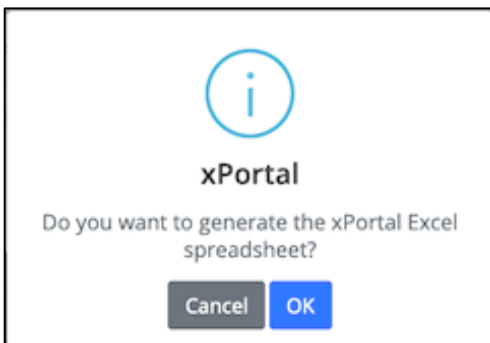 xPortal
Do you want to generate the xPortal Excel
spreadsheet?
Cancel OK